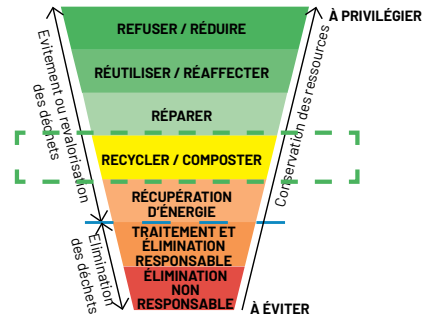 À PRIVILÉGIER
REFUSER / RÉDUIRE
RÉUTILISER / RÉAFFECTER
RÉPARER
RECYCLER / COMPOSTER
RÉCUPÉRATION
D'ÉNERGIE
TRAITEMENT ET
ÉLIMINATION
RESPONSABLE
ÉLIMINATION
NON
RESPONSABLE
À ÉVITER
Evitement ou revalorisation
des déchets
Elimination
des déchets
Conservation des ressources